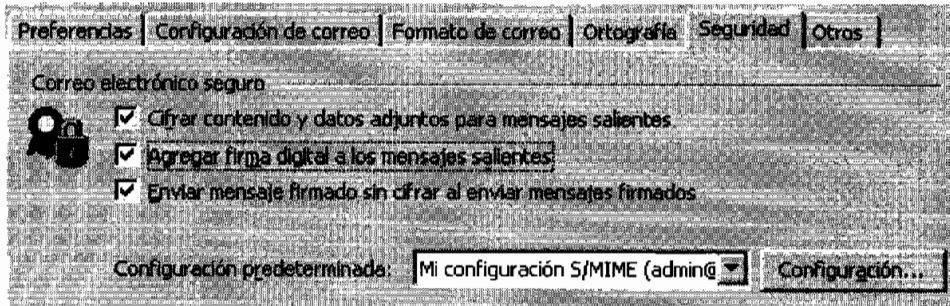 Preferencias Configuración de correo Formato de correo Ortografía Seguridad Otros
Correo electrónico seguro
Cifrar contenido y datos adjuntos para mensajes salientes
Agregar firma digital a los mensajes salientes
Enviar mensaje firmado sin cifrar al enviar mensajes firmados
Configuración predeterminada: Mi configuración S/MIME (admin@ Configuración...